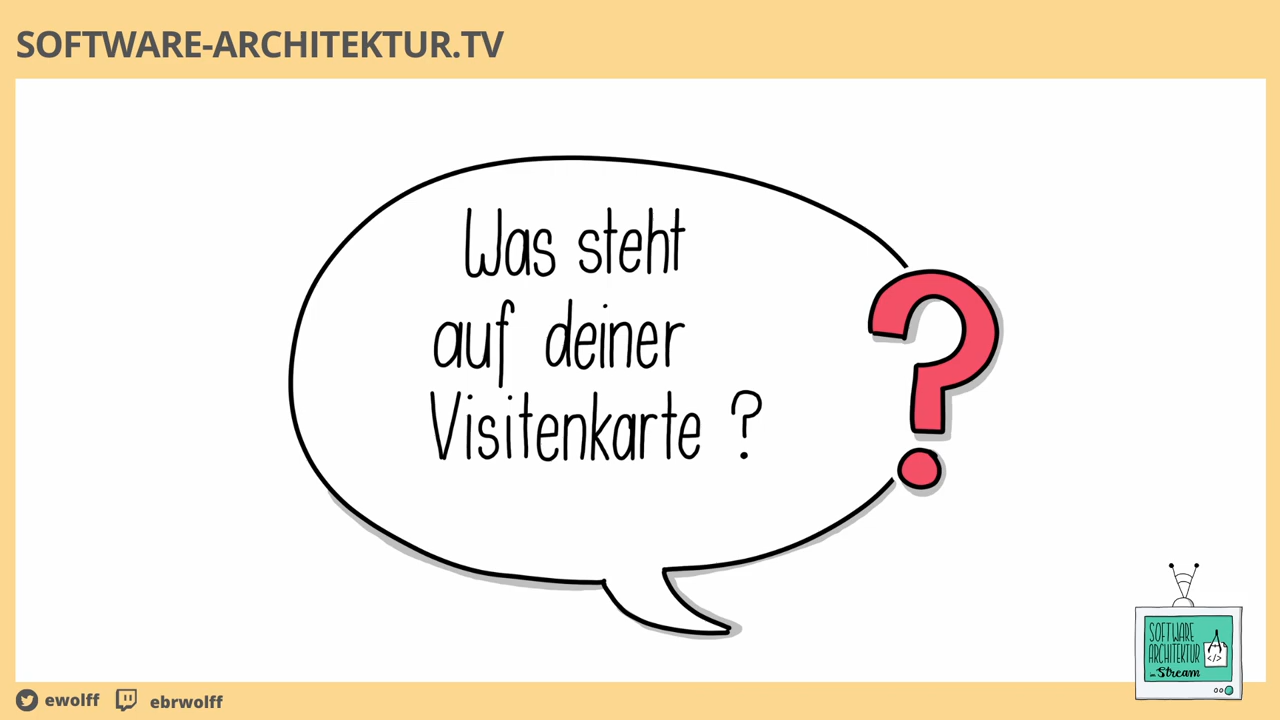 SOFTWARE-ARCHITEKTUR.TV
Was steht
auf deiner
Visitenkarte ?
?
SOFTWARE
ARCHITEKTUR
</>
im Stream
ewolff
ebrwolff